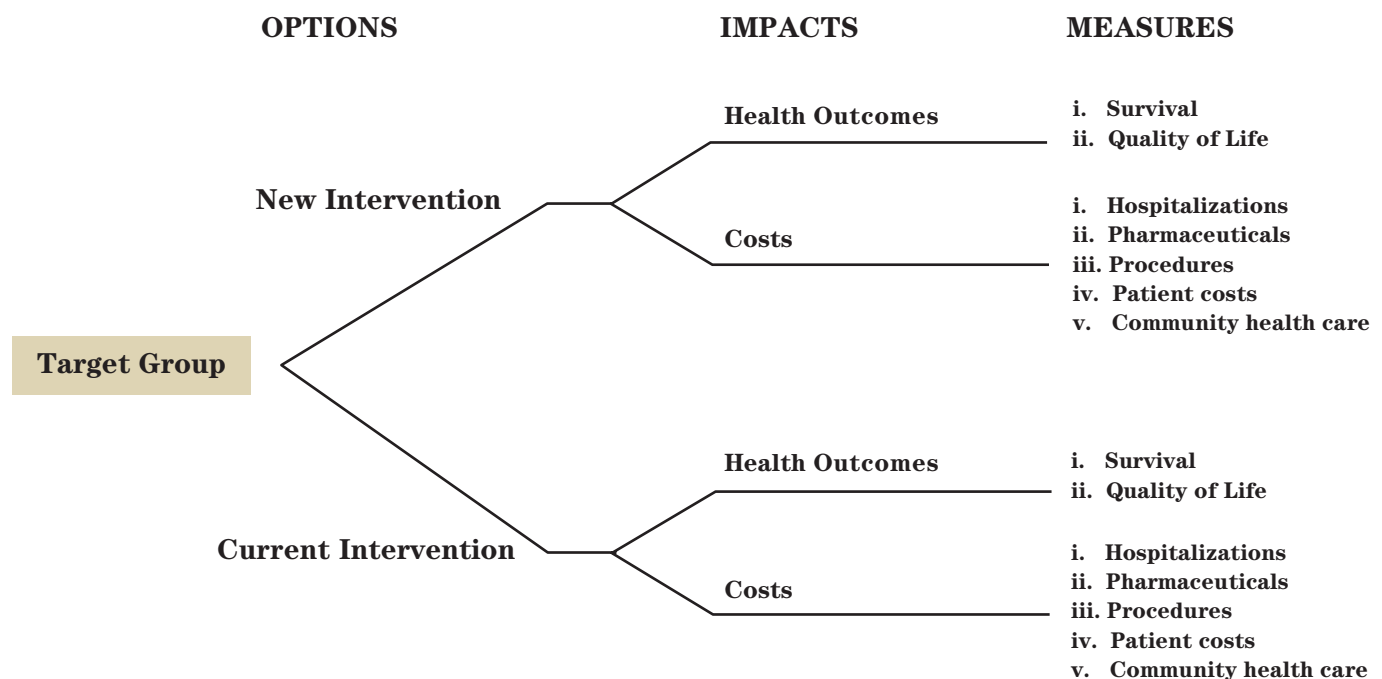 OPTIONS IMPACTS MEASURES
Health Outcomes
i. Survival
ii. Quality of Life
New Intervention
Costs
i. Hospitalizations
ii. Pharmaceuticals
iii. Procedures
iv. Patient costs
v. Community health care
Target Group
Health Outcomes
i. Survival
ii. Quality of Life
Current Intervention
Costs
i. Hospitalizations
ii. Pharmaceuticals
iii. Procedures
iv. Patient costs
v. Community health care